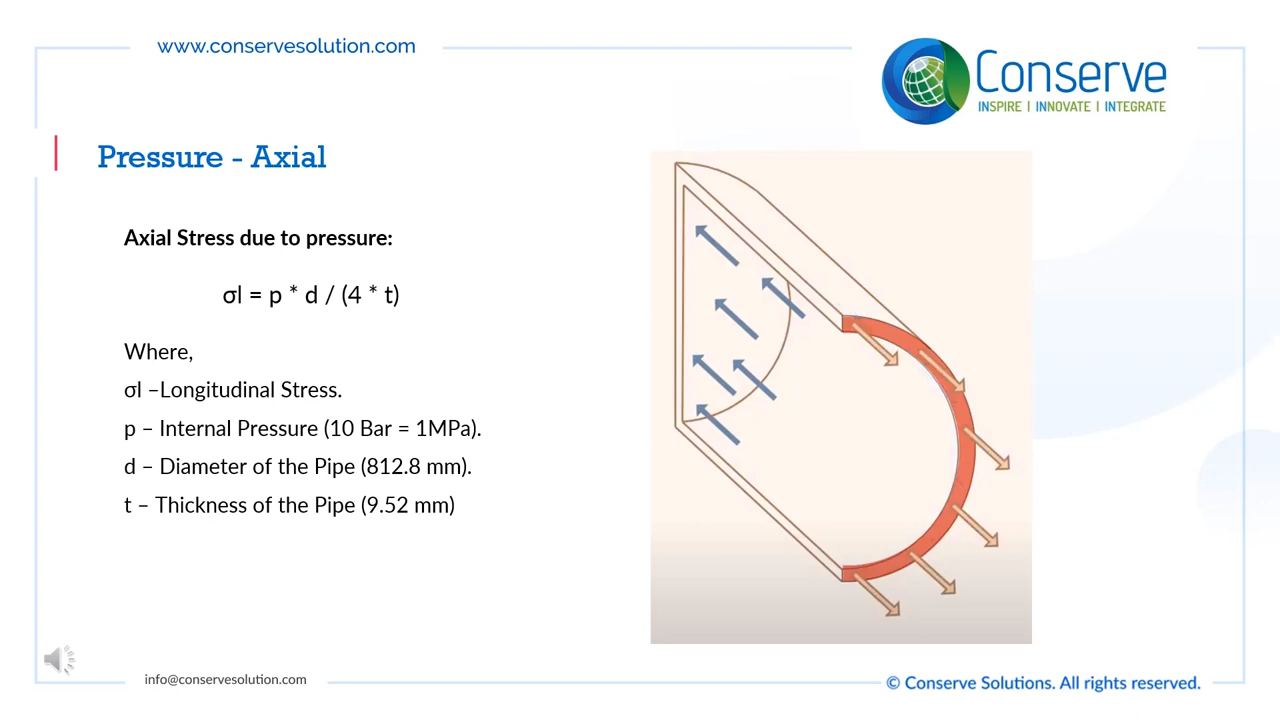 www.conservesolution.com
Conserve
INSPIRE | INNOVATE | INTEGRATE
Pressure - Axial
Axial Stress due to pressure:
σl = p * d / (4 * t)
Where,
σl –Longitudinal Stress.
p – Internal Pressure (10 Bar = 1MPa).
d – Diameter of the Pipe (812.8 mm).
t – Thickness of the Pipe (9.52 mm)
info@conservesolution.com
© Conserve Solutions. All rights reserved.